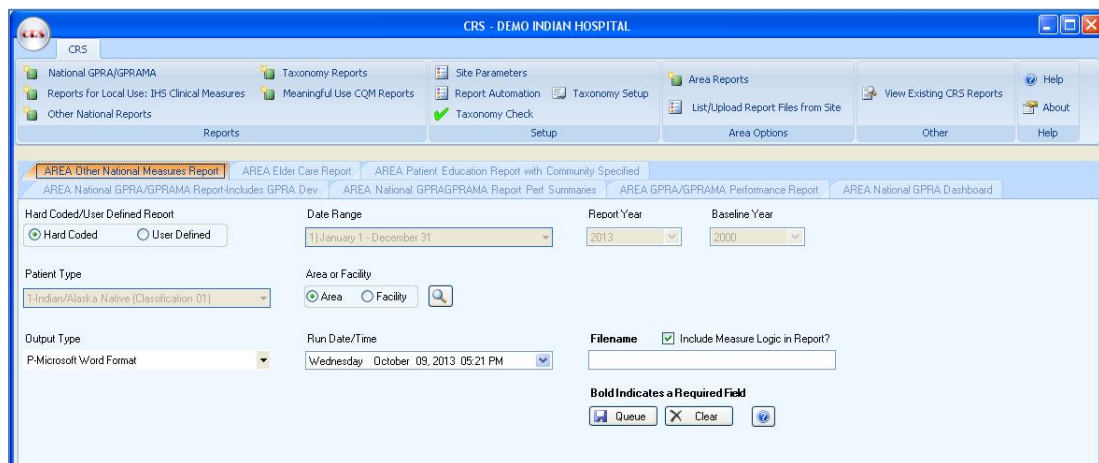 CRS - DEMO INDIAN HOSPITAL
CRS
CRS
National GPRA/GPRAMA
Taxonomy Reports
Reports for Local Use: IHS Clinical Measures
Meaningful Use CQM Reports
Other National Reports
Reports
Site Parameters
Report Automation
Taxonomy Setup
Taxonomy Check
Setup
Area Reports
List/Upload Report Files from Site
Area Options
View Existing CRS Reports
Other
Help
About
Help
AREA Other National Measures Report
AREA Elder Care Report
AREA Patient Education Report with Community Specified
AREA National GPRA/GPRAMA Report-Includes GPRA Dev
AREA National GPRAGPRAMA Report Perf Summaries
AREA GPRA/GPRAMA Performance Report
AREA National GPRA Dashboard
Hard Coded/User Defined Report
Hard Coded
User Defined
Date Range
1) January 1 - December 31
Report Year
2013
Baseline Year
2000
Patient Type
1-Indian/Alaska Native (Classification 01)
Area or Facility
Area
Facility
Output Type
P-Microsoft Word Format
Run Date/Time
Wednesday October 09, 2013 05:21 PM
Filename
Include Measure Logic in Report?
Bold Indicates a Required Field
Queue
Clear